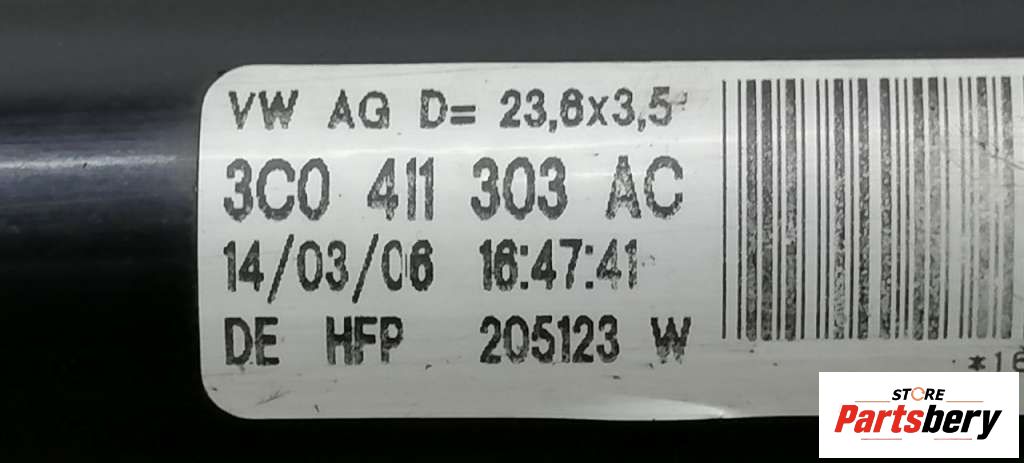 VW AG D= 23,6x3,5
3C0 411 303 AC
14/03/06 16:47:41
DE HFP 205123 W
*16
STORE
Partsbery